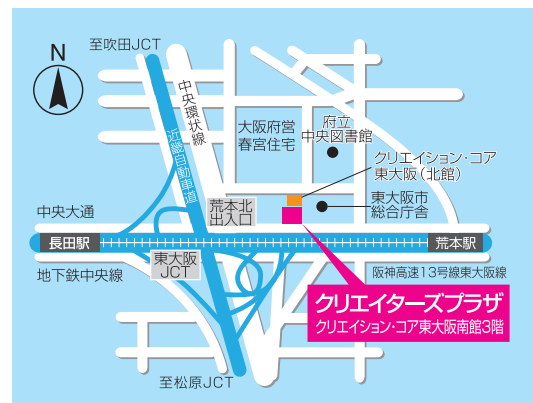 至吹田JCT
N
中央環状線
近畿自動車道
大阪府営
春宮住宅
府立
中央図書館
クリエイション・コア
東大阪（北館）
荒本北
出入口
東大阪市
総合庁舎
中央大通
長田駅
荒本駅
地下鉄中央線
東大阪
JCT
阪神高速13号線東大阪線
クリエイターズプラザ
クリエイション・コア東大阪南館3階
至松原JCT